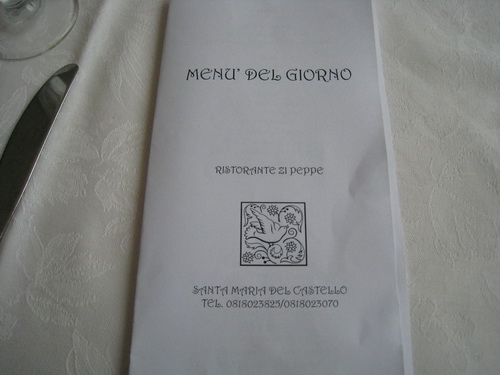 MENU' DEL GIORNO
RISTORANTE ZI PEPPE
SANTA MARIA DEL CASTELLO
TEL. 0818023825/0818023070